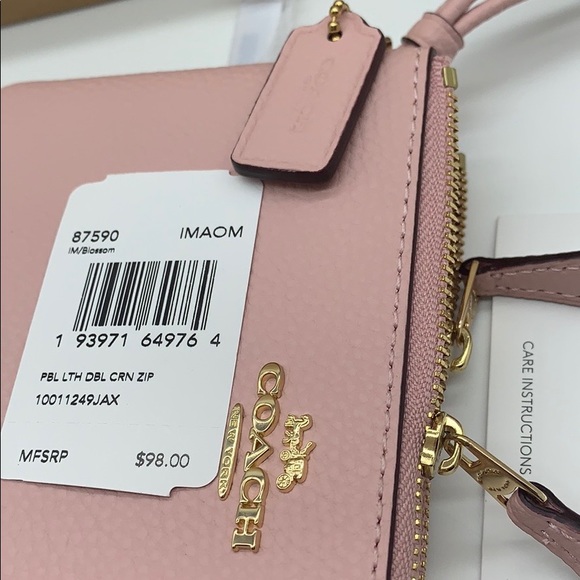 COACH
87590
IMAOM
IM/Blossom
1 93971 64976 4
PBL LTH DBL CRN ZIP
10011249JAX
MFSRP
$98.00
COACH
NEW YORK
CARE INSTRUCTIONS